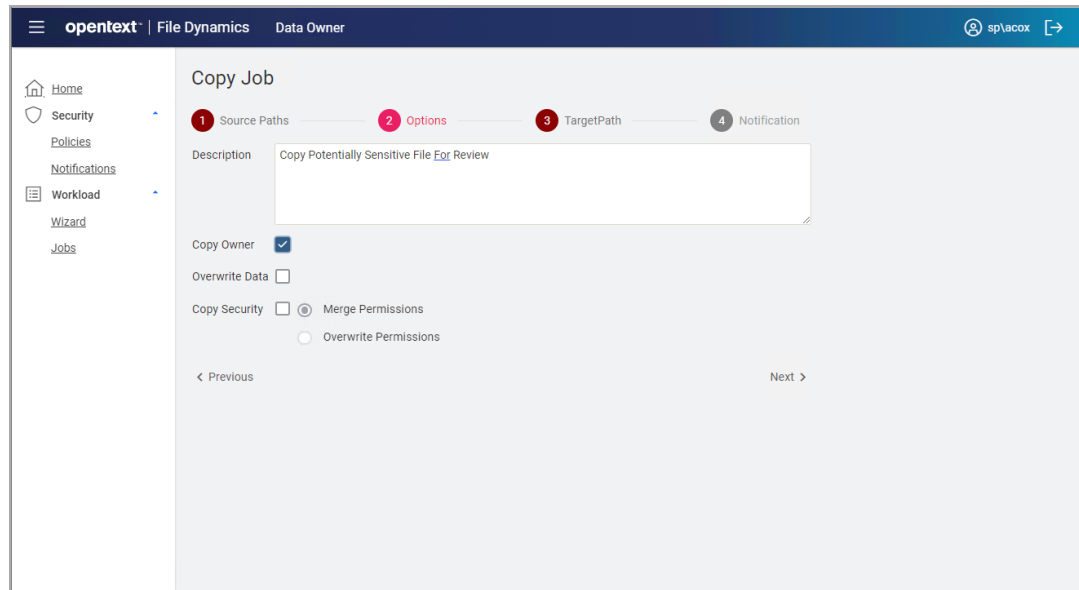 opentext™ | File Dynamics Data Owner sp\acox
Home
Security
Policies
Notifications
Workload
Wizard
Jobs
Copy Job
1 Source Paths 2 Options 3 TargetPath 4 Notification
Description Copy Potentially Sensitive File For Review
Copy Owner
Overwrite Data
Copy Security Merge Permissions
Overwrite Permissions
< Previous Next >